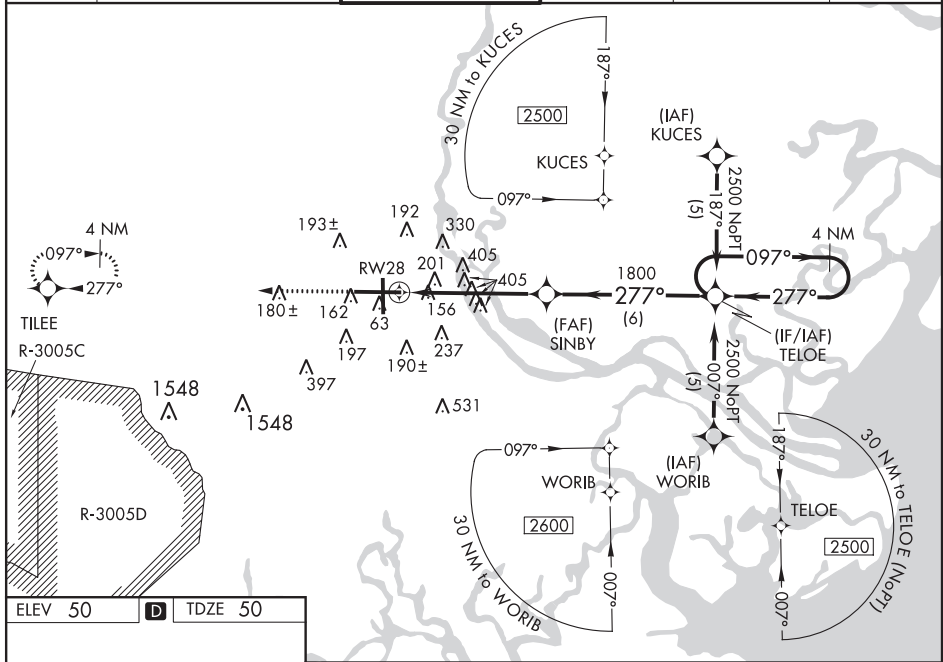 30 NM to KUCES
187°
2500
KUCES
097°
(IAF)
KUCES
2500 NoPT
187°
(5)
4 NM
097°
277°
(IF/IAF)
TELOE
1800
277°
(6)
(FAF)
SINBY
2500 NoPT
007°
(5)
(IAF)
WORIB
193±
192
330
405
405
201
RW28
156
180±
162
63
197
190±
237
397
531
4 NM
097°
277°
TILEE
R-3005C
1548
1548
R-3005D
097°
WORIB
2600
007°
30 NM to WORIB
187°
TELOE
2500
007°
30 NM to TELOE (NoPT)
ELEV 50
D
TDZE 50